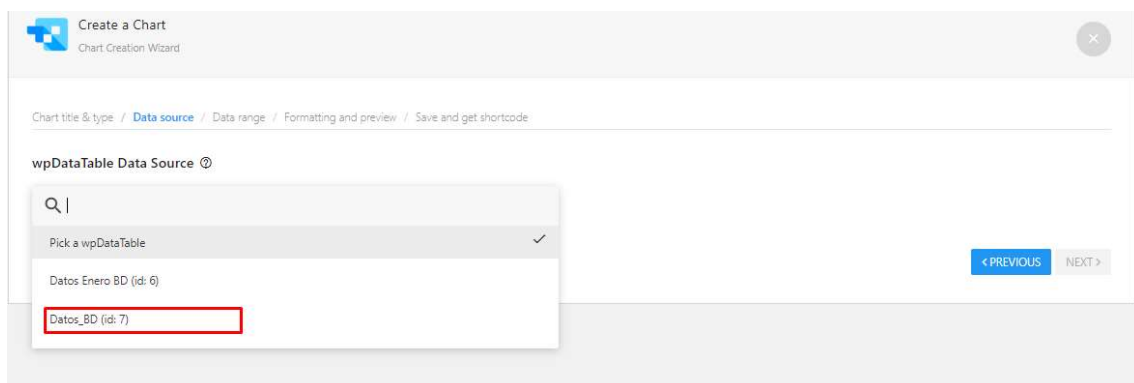 Create a Chart
Chart Creation Wizard
Chart title & type / Data source / Data range / Formatting and preview / Save and get shortcode
wpDataTable Data Source
Pick a wpDataTable
Datos Enero BD (id: 6)
Datos_BD (id: 7)
< PREVIOUS NEXT >